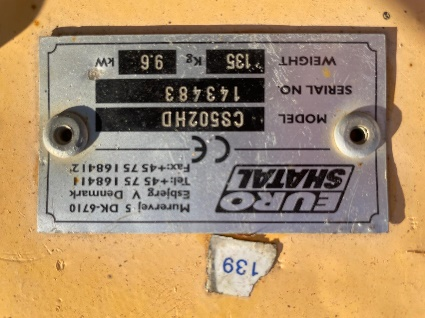 EURO
SHATAL
Murervej 5 DK-6710
Esbjerg V Denmark
Tel:+45 75 168411
Fax:+45 75 168412
CE
MODEL CS502HD
SERIAL NO 143483
WEIGHT 135 Kg 9.6 kW
139